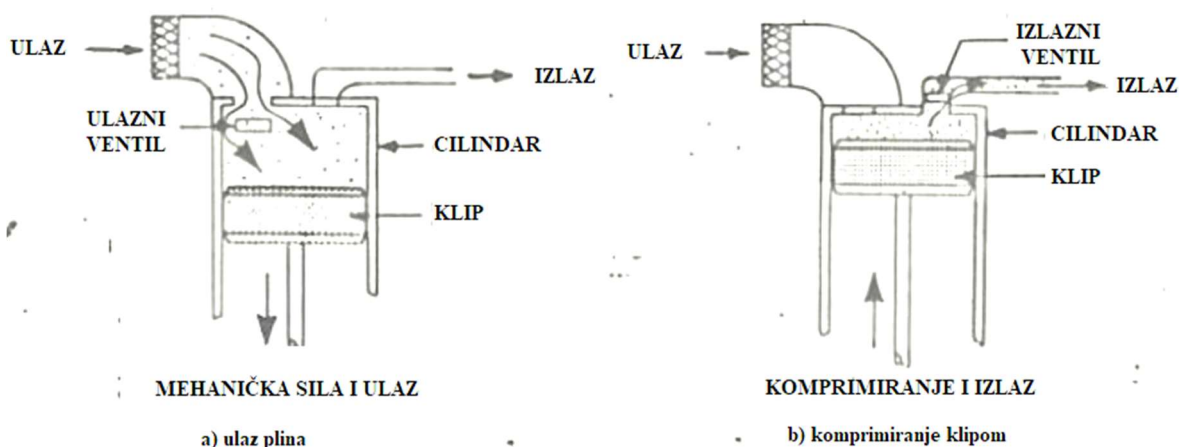 ULAZ
IZLAZ
ULAZNI
VENTIL
CILINDAR
KLIP
MEHANIČKA SILA I ULAZ
a) ulaz plina
ULAZ
IZLAZNI
VENTIL
IZLAZ
CILINDAR
KLIP
KOMPRIMIRANJE I IZLAZ
b) komprimiranje klipom